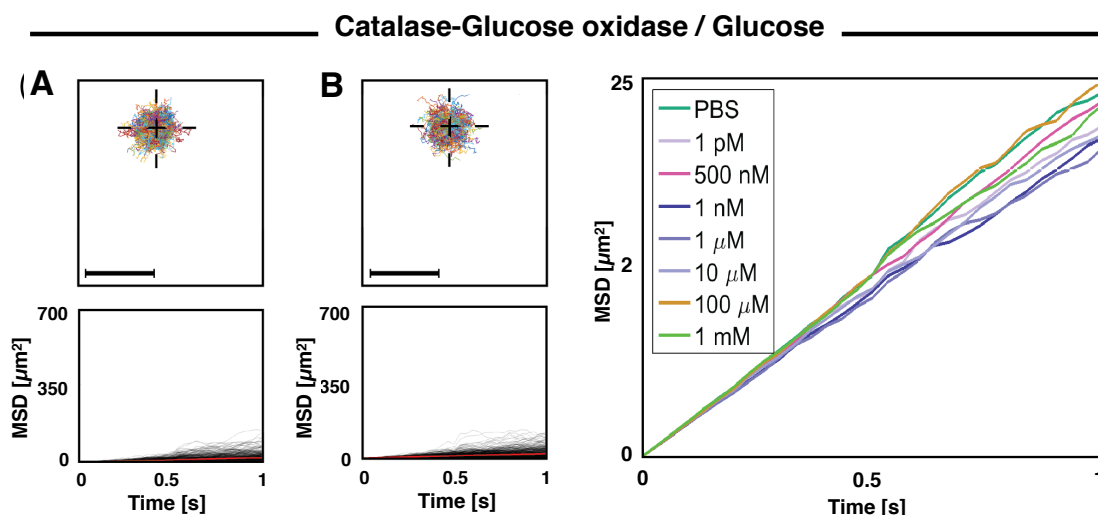 Catalase-Glucose oxidase / Glucose
(A
B
700
350
0
MSD [µm²]
0.5
1
Time [s]
700
350
0
MSD [µm²]
0.5
1
Time [s]
25
2
0
MSD [µm²]
PBS
1 pM
500 nM
1 nM
1 µM
10 µM
100 µM
1 mM
0
0.5
1
Time [s]